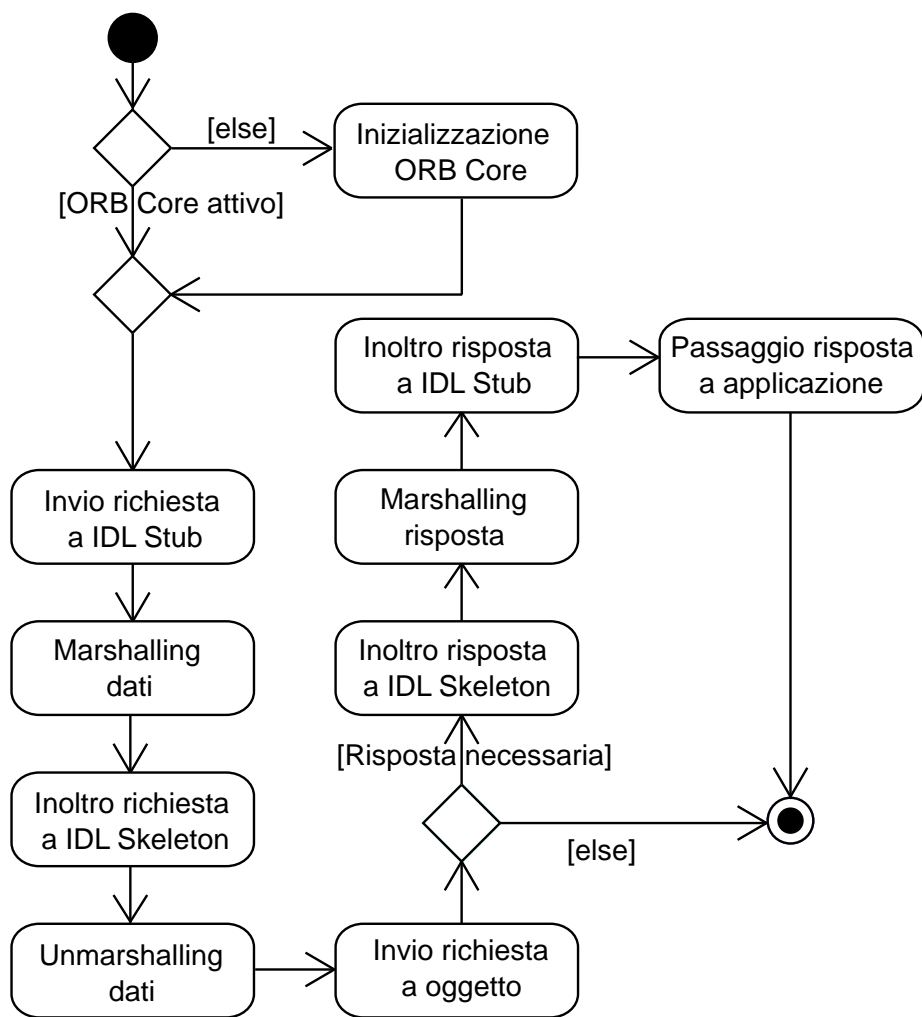 [else]
Inizializzazione
ORB Core
[ORB Core attivo]
Inoltro risposta
a IDL Stub
Passaggio risposta
a applicazione
Invio richiesta
a IDL Stub
Marshalling
risposta
Marshalling
dati
Inoltro risposta
a IDL Skeleton
[Risposta necessaria]
Inoltro richiesta
a IDL Skeleton
[else]
Unmarshalling
dati
Invio richiesta
a oggetto